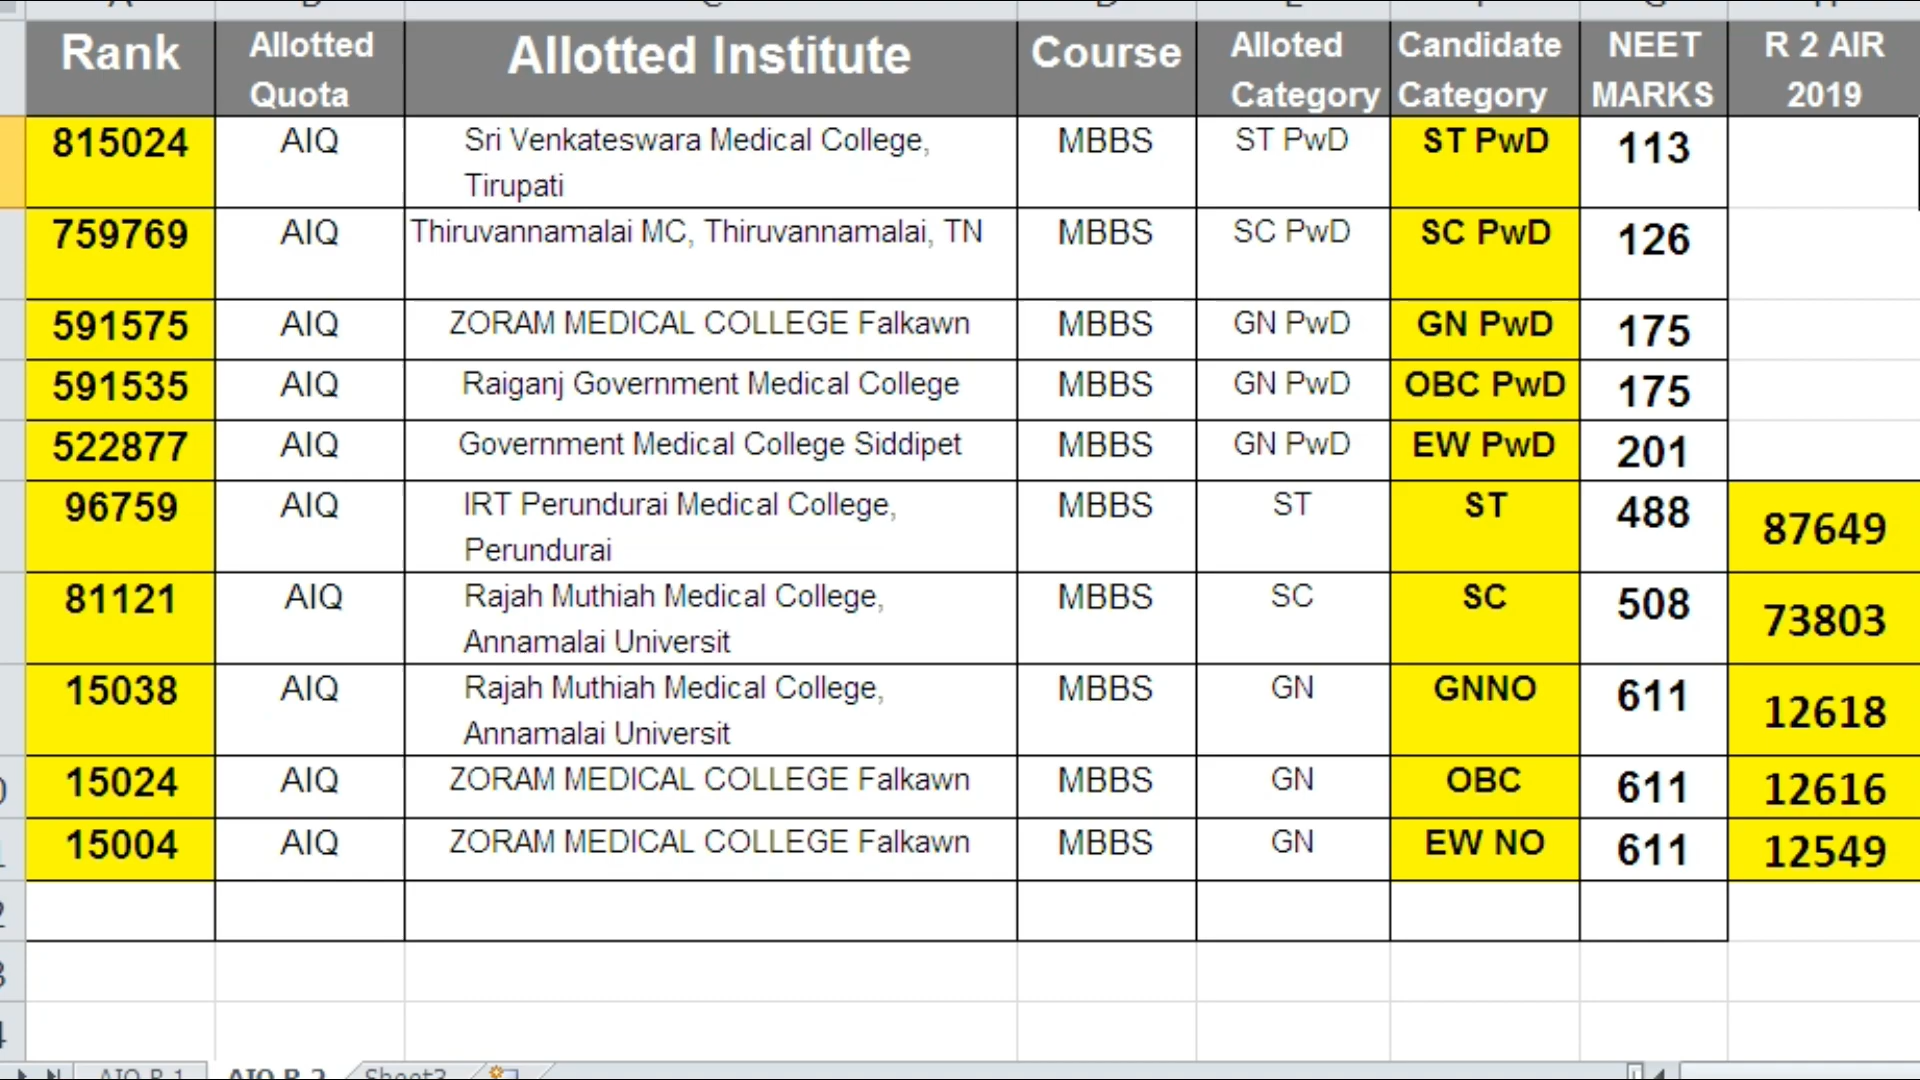 Rank Allotted Quota Allotted Institute Course Alloted Category Candidate Category NEET MARKS R 2 AIR 2019
815024 AIQ Sri Venkateswara Medical College, Tirupati MBBS ST PwD ST PwD 113
759769 AIQ Thiruvannamalai MC, Thiruvannamalai, TN MBBS SC PwD SC PwD 126
591575 AIQ ZORAM MEDICAL COLLEGE Falkawn MBBS GN PwD GN PwD 175
591535 AIQ Raiganj Government Medical College MBBS GN PwD OBC PwD 175
522877 AIQ Government Medical College Siddipet MBBS GN PwD EW PwD 201
96759 AIQ IRT Perundurai Medical College, Perundurai MBBS ST ST 488 87649
81121 AIQ Rajah Muthiah Medical College, Annamalai Universit MBBS SC SC 508 73803
15038 AIQ Rajah Muthiah Medical College, Annamalai Universit MBBS GN GNNO 611 12618
15024 AIQ ZORAM MEDICAL COLLEGE Falkawn MBBS GN OBC 611 12616
15004 AIQ ZORAM MEDICAL COLLEGE Falkawn MBBS GN EW NO 611 12549
AIQ R 1 AIQ R 2 Sheet3